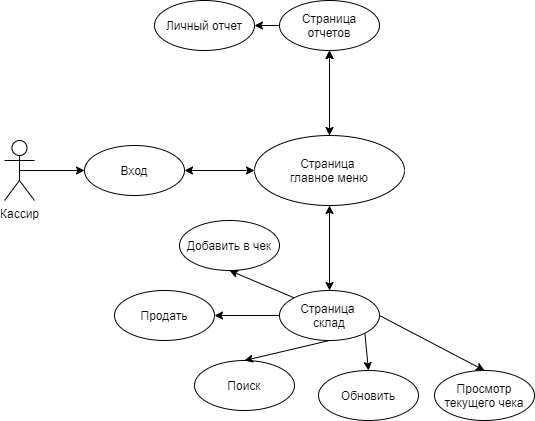 Личный отчет
Страница
отчетов
Вход
Страница
главное меню
Кассир
Добавить в чек
Продать
Страница
склад
Поиск
Обновить
Просмотр
текущего чека